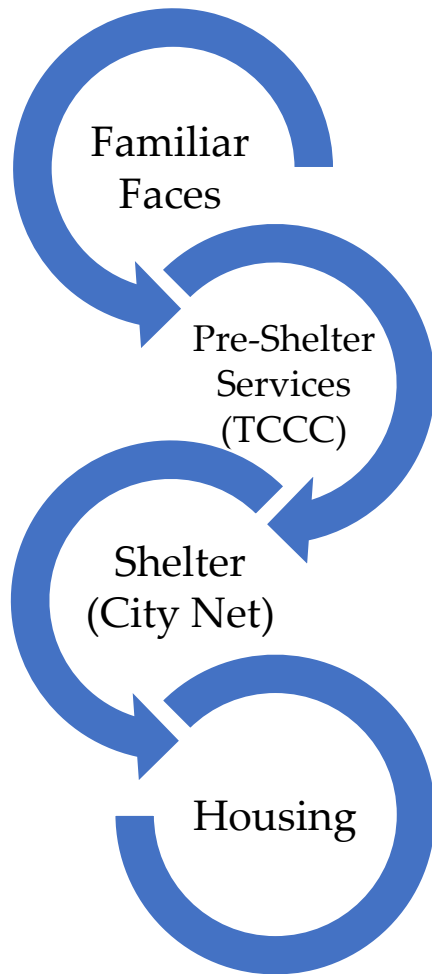 Familiar
Faces
Pre-Shelter
Services
(TCCC)
Shelter
(City Net)
Housing